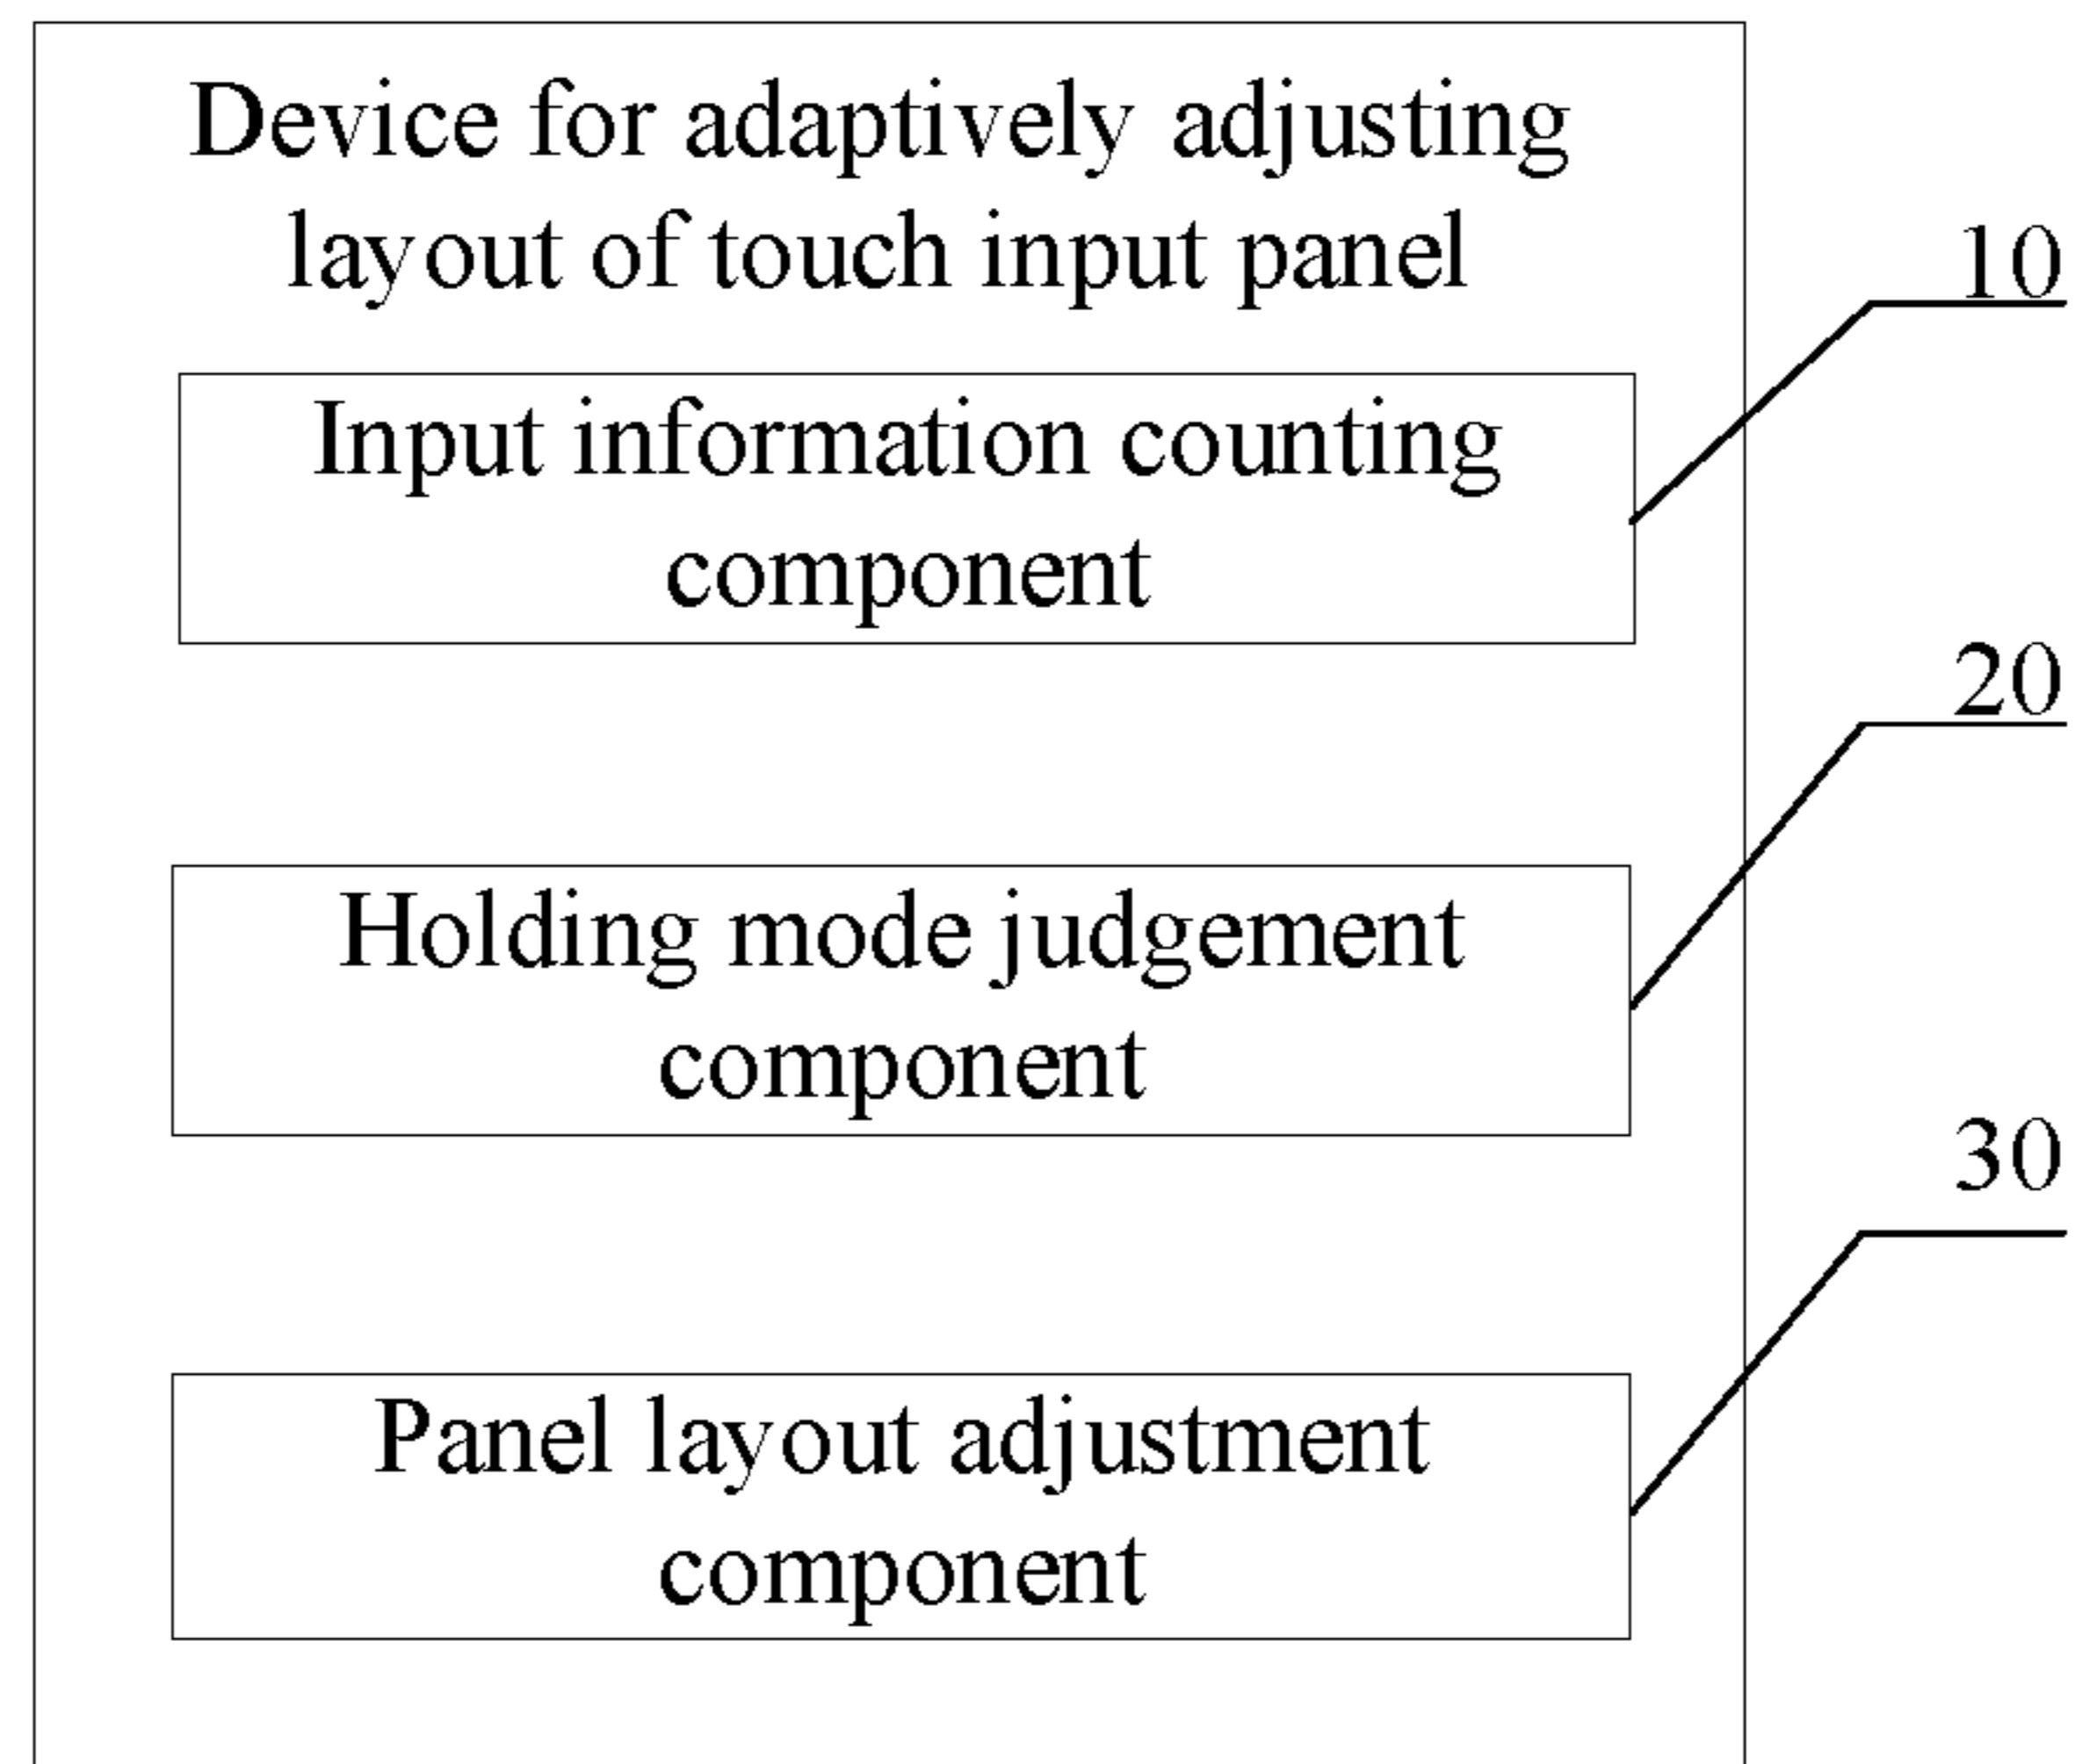 Device for adaptively adjusting
layout of touch input panel
10
Input information counting
component
20
Holding mode judgement
component
30
Panel layout adjustment
component